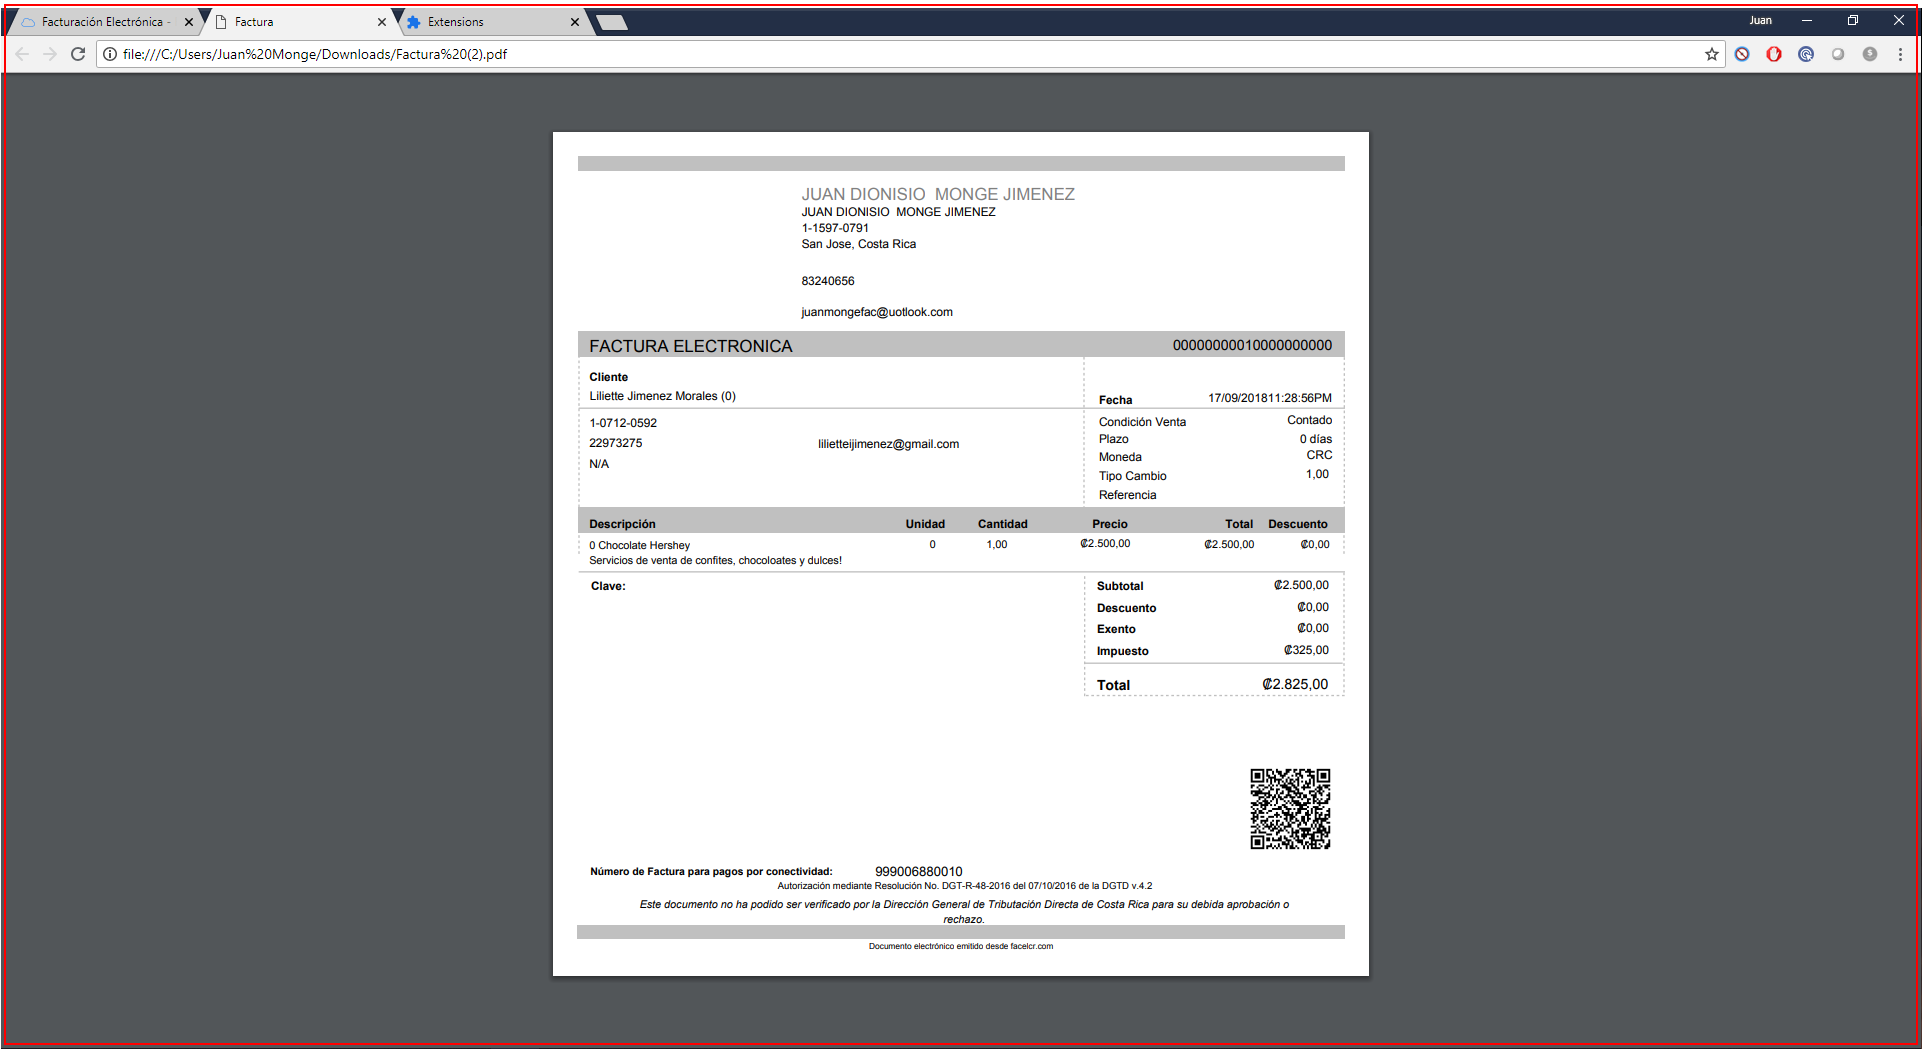 Facturación Electrónica -
Factura
Extensions
Juan
file:///C:/Users/Juan%20Monge/Downloads/Factura%20(2).pdf
JUAN DIONISIO  MONGE JIMENEZ
JUAN DIONISIO  MONGE JIMENEZ
1-1597-0791
San Jose, Costa Rica
83240656
juanmongefac@uotlook.com
FACTURA ELECTRONICA 00000000010000000000
Cliente
Liliette Jimenez Morales (0)
Fecha 17/09/201811:28:56PM
1-0712-0592
22973275 lilietteijimenez@gmail.com
N/A
Condición Venta Contado
Plazo 0 días
Moneda CRC
Tipo Cambio 1,00
Referencia
Descripción Unidad Cantidad Precio Total Descuento
0 Chocolate Hershey 0 1,00 ₡2.500,00 ₡2.500,00 ₡0,00
Servicios de venta de confites, chocoloates y dulces!
Clave:
Subtotal ₡2.500,00
Descuento ₡0,00
Exento ₡0,00
Impuesto ₡325,00
Total ₡2.825,00
Número de Factura para pagos por conectividad: 999006880010
Autorización mediante Resolución No. DGT-R-48-2016 del 07/10/2016 de la DGTD v.4.2
Este documento no ha podido ser verificado por la Dirección General de Tributación Directa de Costa Rica para su debida aprobación o
rechazo.
Documento electrónico emitido desde facelcr.com